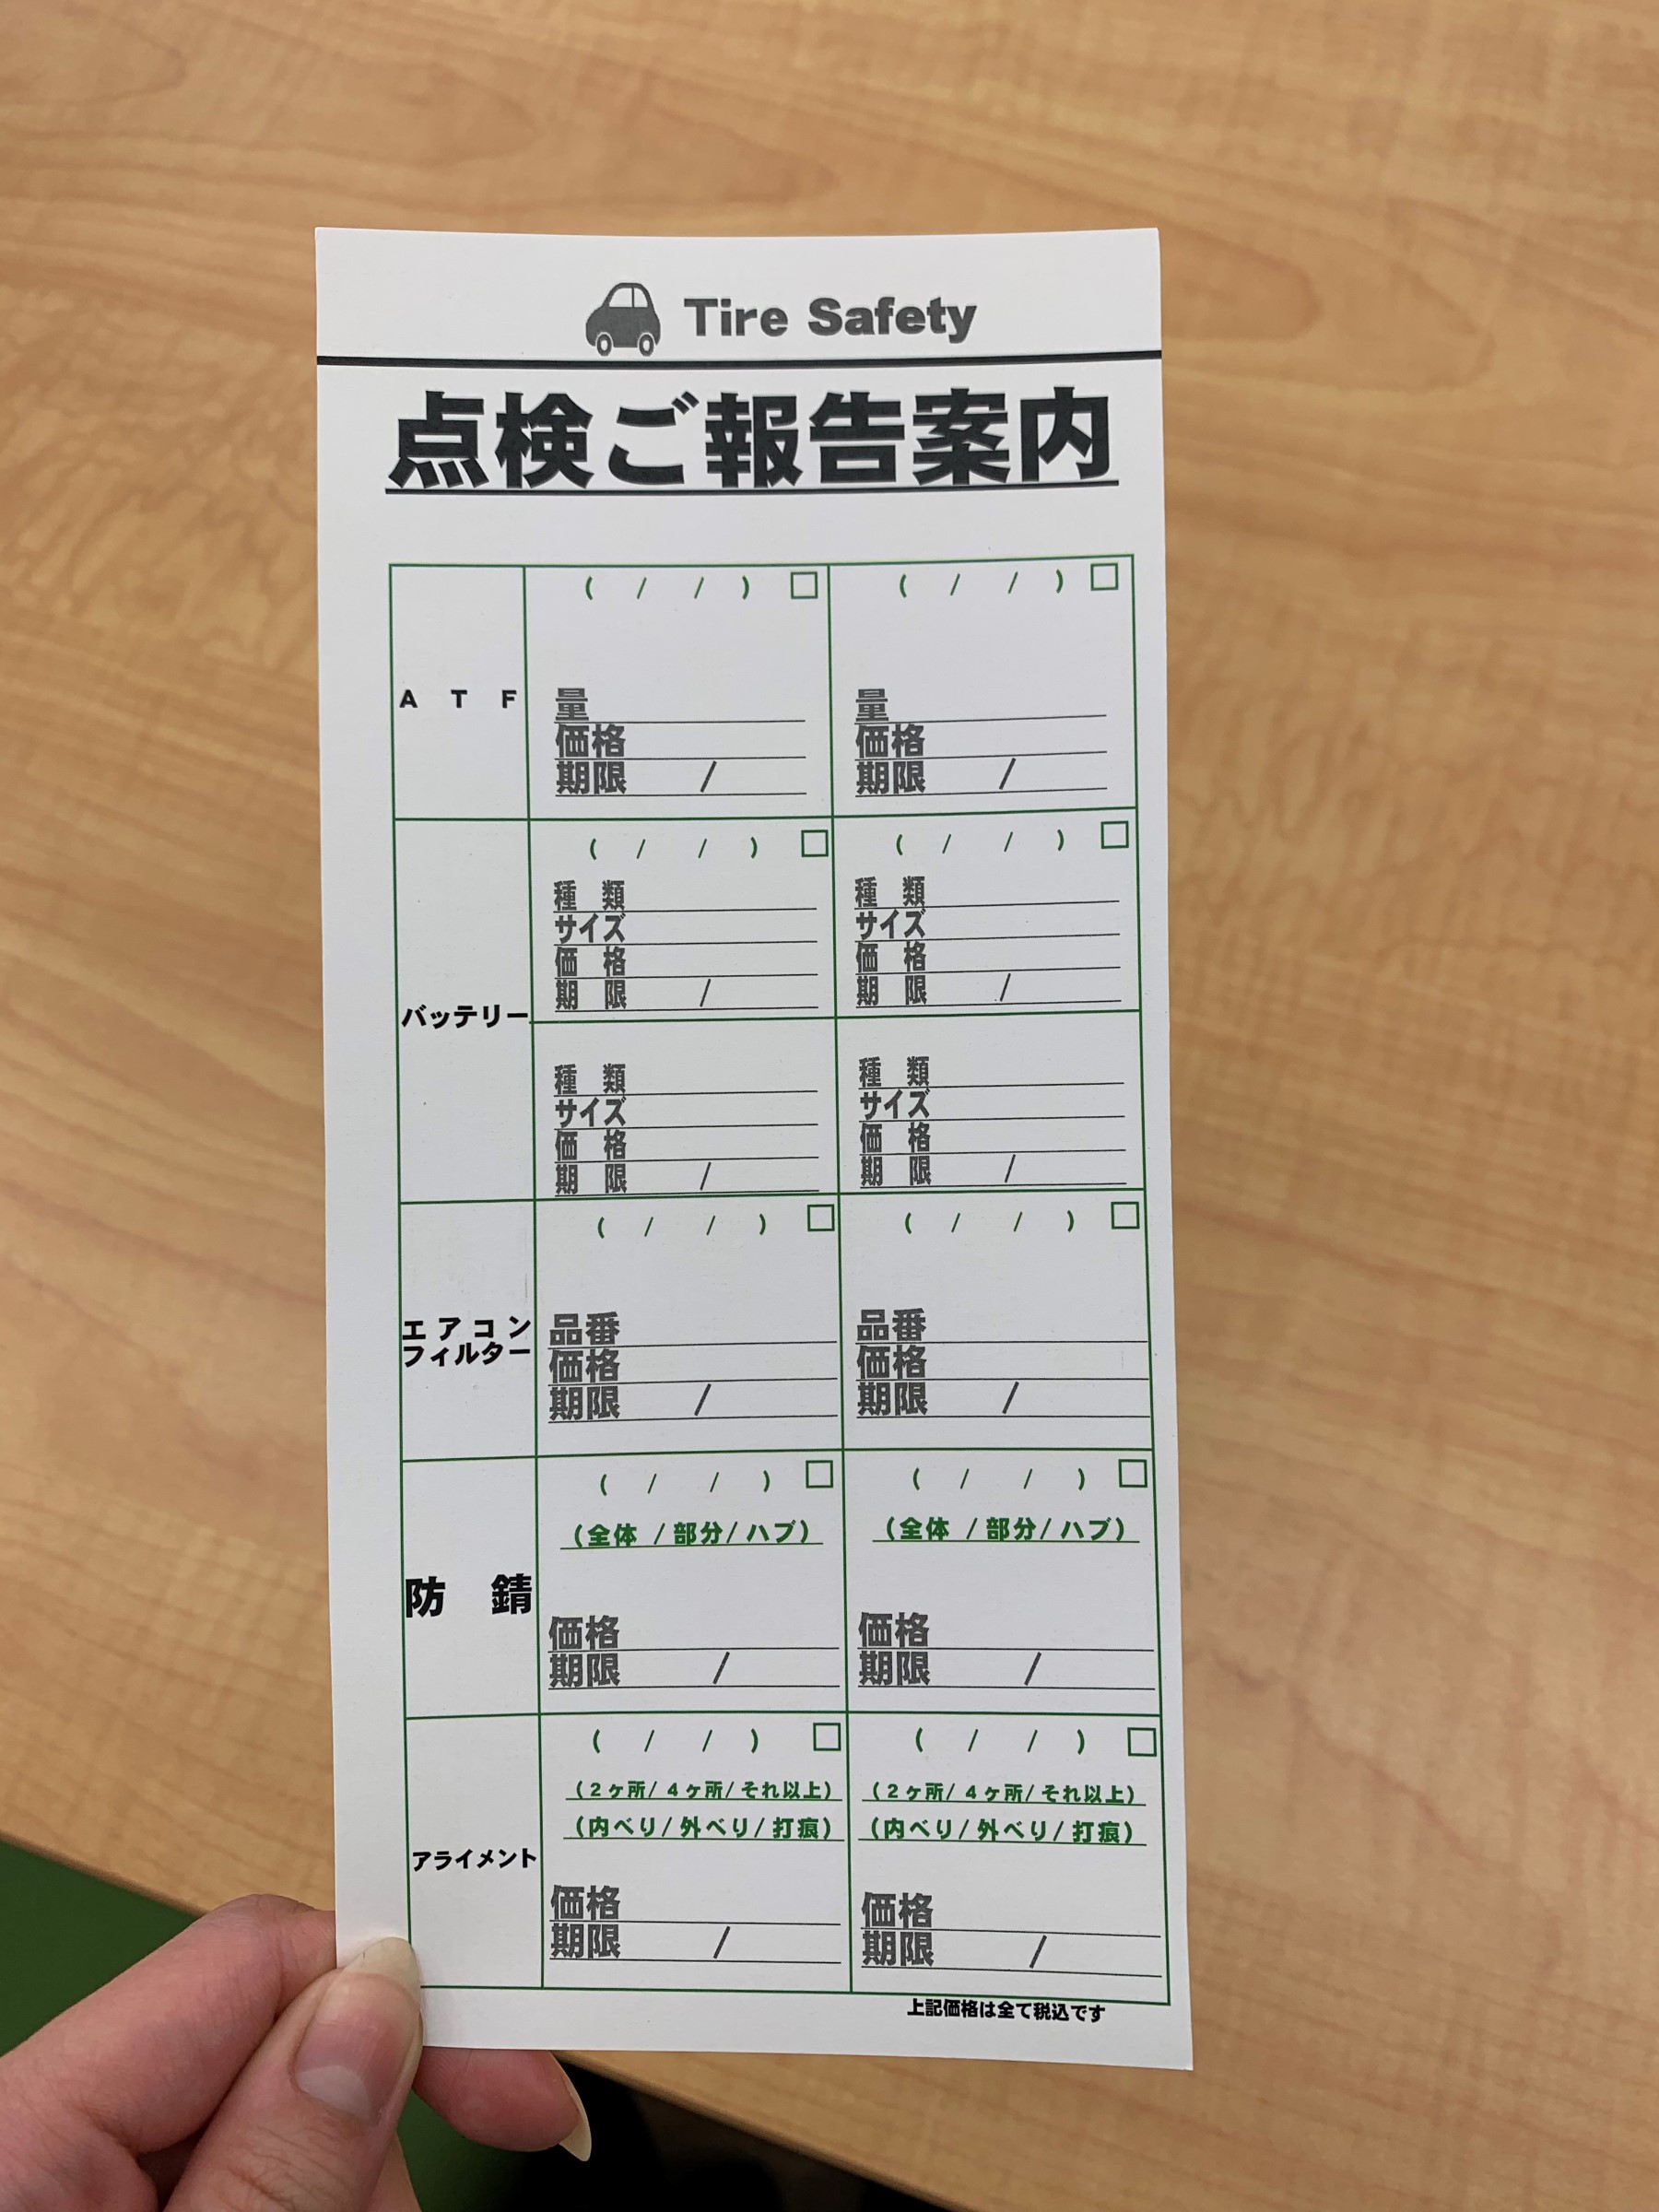 Tire Safety
点検ご報告案内
ATF
( / / ) □ ( / / ) □
量 量
価格 価格
期限 / 期限 /
バッテリー
( / / ) □ ( / / ) □
種類 種類
サイズ サイズ
価格 価格
期限 / 期限 /
種類 種類
サイズ サイズ
価格 価格
期限 / 期限 /
エアコン
フィルター
( / / ) □ ( / / ) □
品番 品番
価格 価格
期限 / 期限 /
防錆
( / / ) □ ( / / ) □
(全体 / 部分/ ハブ) (全体 / 部分/ ハブ)
価格 価格
期限 / 期限 /
アライメント
( / / ) □ ( / / ) □
(2ヶ所/ 4ヶ所/ それ以上) (2ヶ所/ 4ヶ所/ それ以上)
(内べり/ 外べり/ 打痕) (内べり/ 外べり/ 打痕)
価格 価格
期限 / 期限 /
上記価格は全て税込です